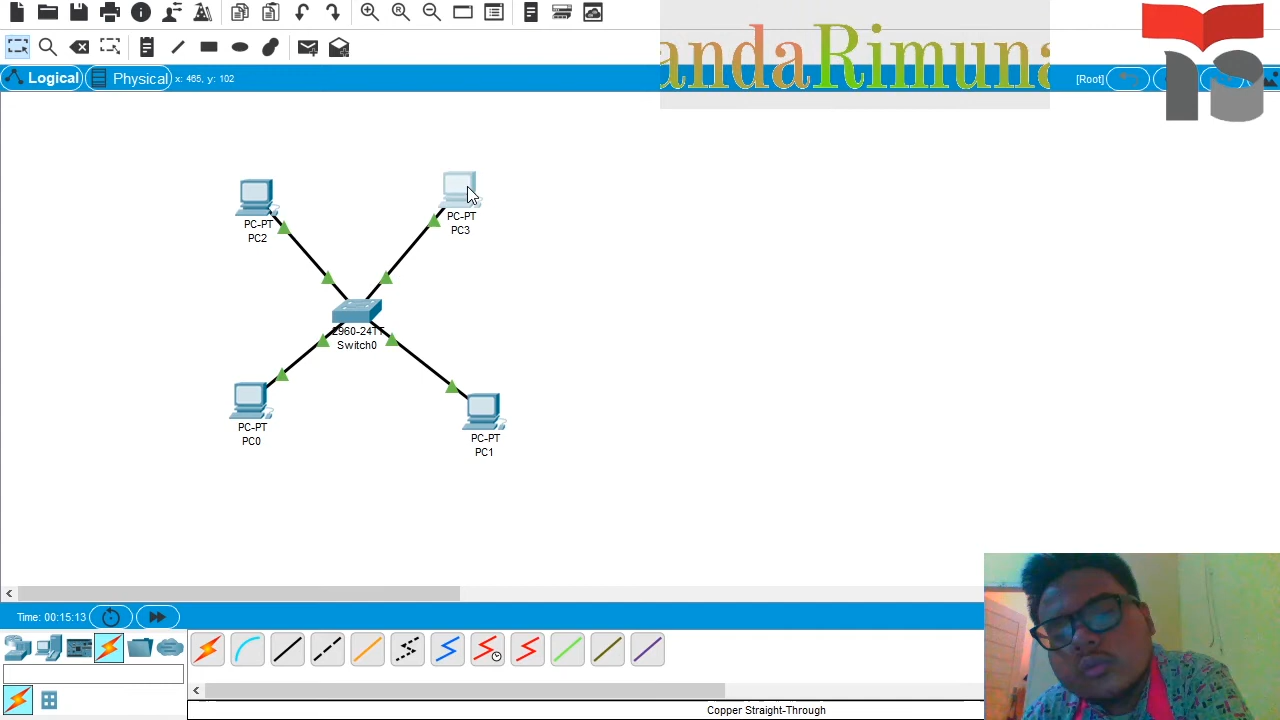 andaRimuna
Logical
Physical
x: 465, y: 102
[Root]
PC-PT
PC2
PC-PT
PC3
2960-24TT
Switch0
PC-PT
PC0
PC-PT
PC1
Time: 00:15:13
Copper Straight-Through